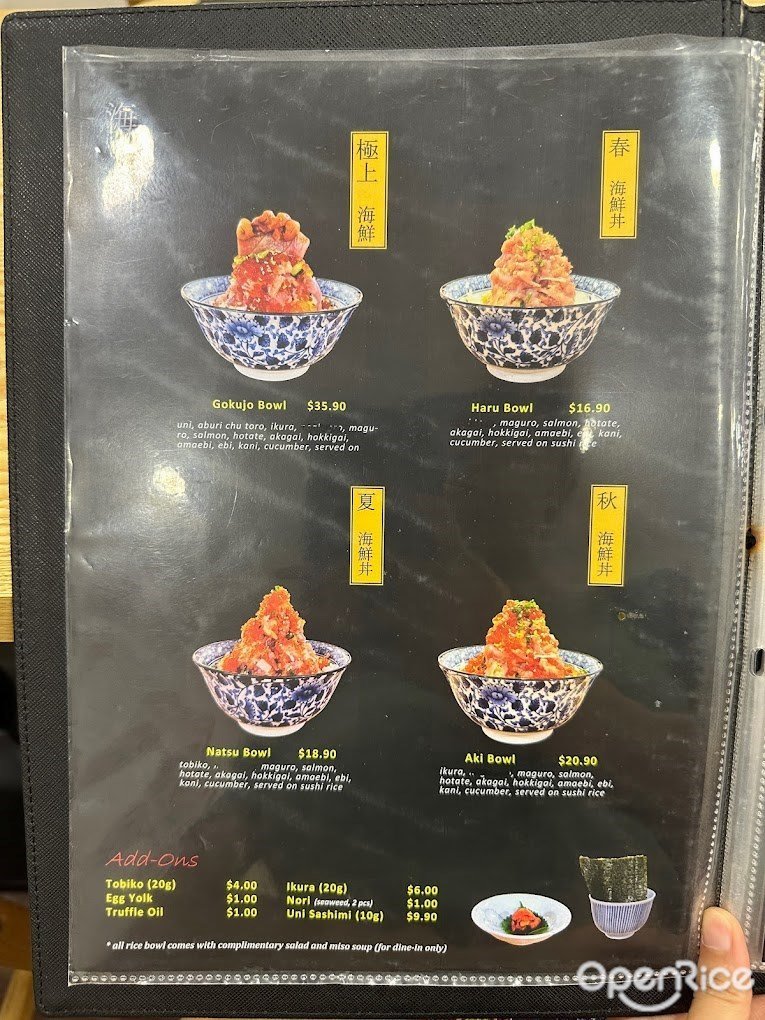 海
極上 海鮮
春 海鮮丼
Gokujo Bowl $35.90
uni, aburi chu toro, ikura, magu-
ro, salmon, hotate, akagai, hokkigai,
amaebi, ebi, kani, cucumber, served on
Haru Bowl $16.90
, maguro, salmon, hotate,
akagai, hokkigai, amaebi, ebi, kani,
cucumber, served on sushi rice
夏 海鮮丼
秋 海鮮丼
Natsu Bowl $18.90
tobiko, maguro, salmon,
hotate, akagai, hokkigai, amaebi, ebi,
kani, cucumber, served on sushi rice
Aki Bowl $20.90
ikura, maguro, salmon,
hotate, akagai, hokkigai, amaebi, ebi,
kani, cucumber, served on sushi rice
Add-Ons
Tobiko (20g) $4.00
Egg Yolk $1.00
Truffle Oil $1.00
Ikura (20g) $6.00
Nori (seaweed, 2 pcs) $1.00
Uni Sashimi (10g) $9.90
* all rice bowl comes with complimentary salad and miso soup (for dine-in only)
OpenRice